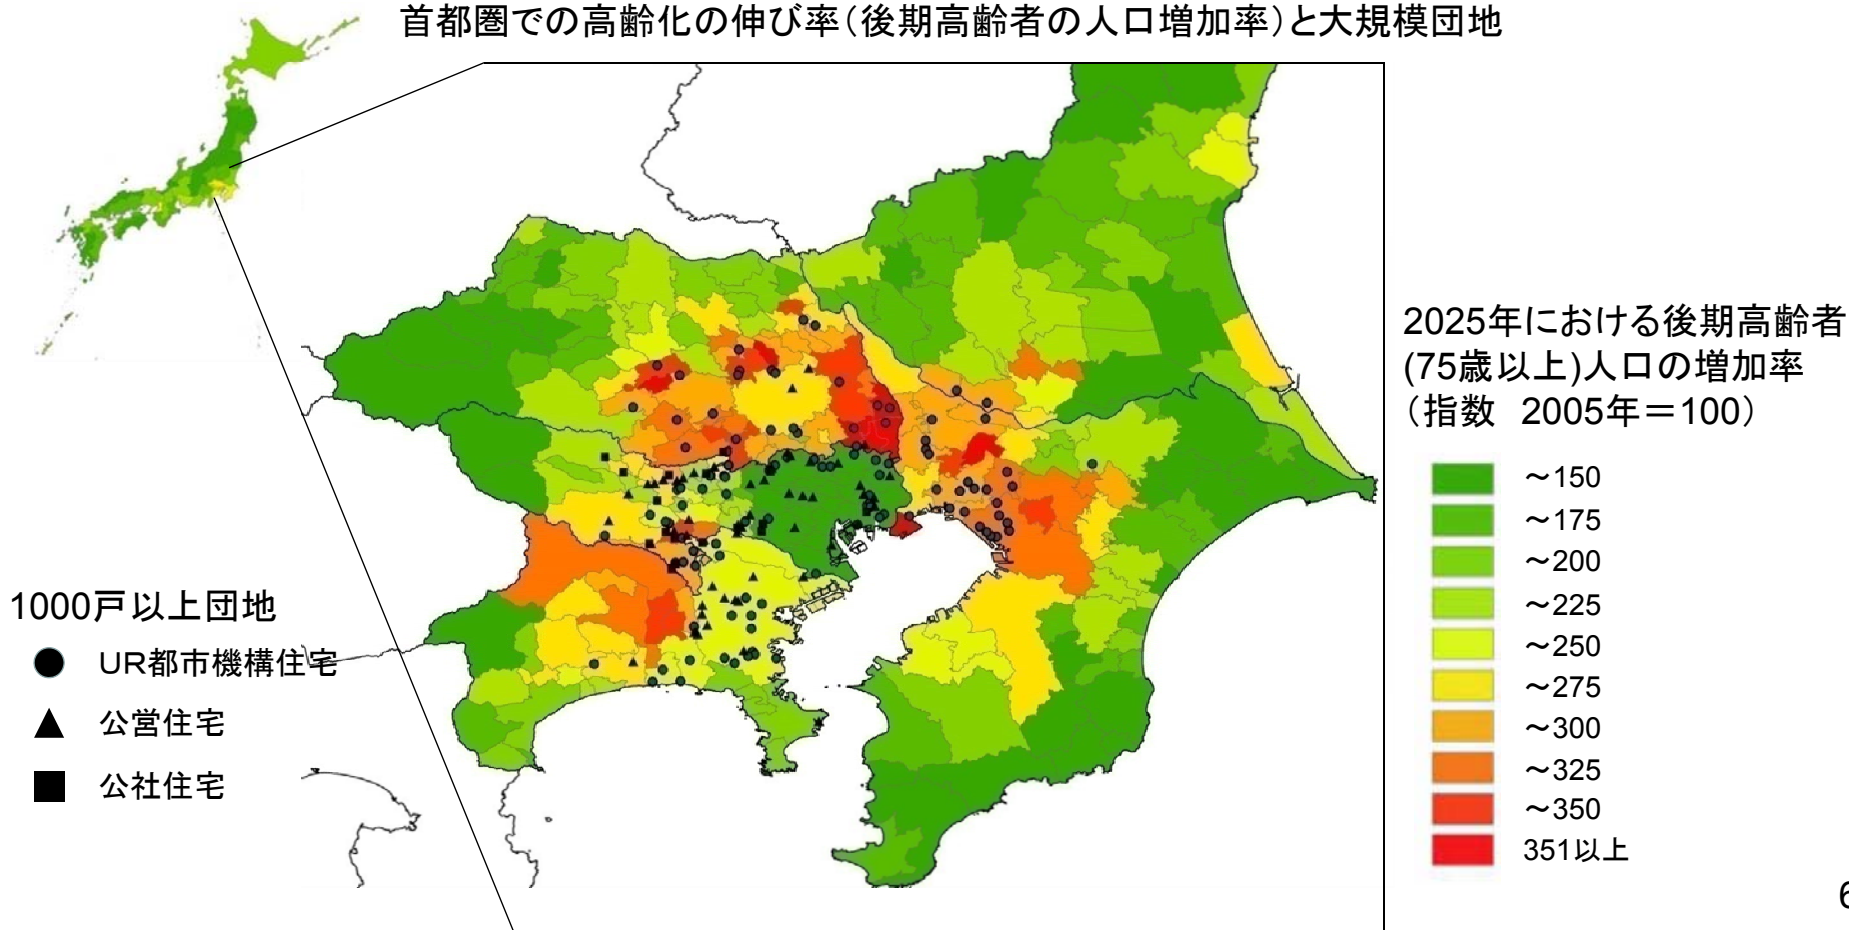 首都圏での高齢化の伸び率（後期高齢者の人口増加率）と大規模団地
2025年における後期高齢者
(75歳以上)人口の増加率
（指数　2005年＝100）
～150
～175
～200
～225
～250
～275
～300
～325
～350
351以上
1000戸以上団地
UR都市機構住宅
公営住宅
公社住宅
6